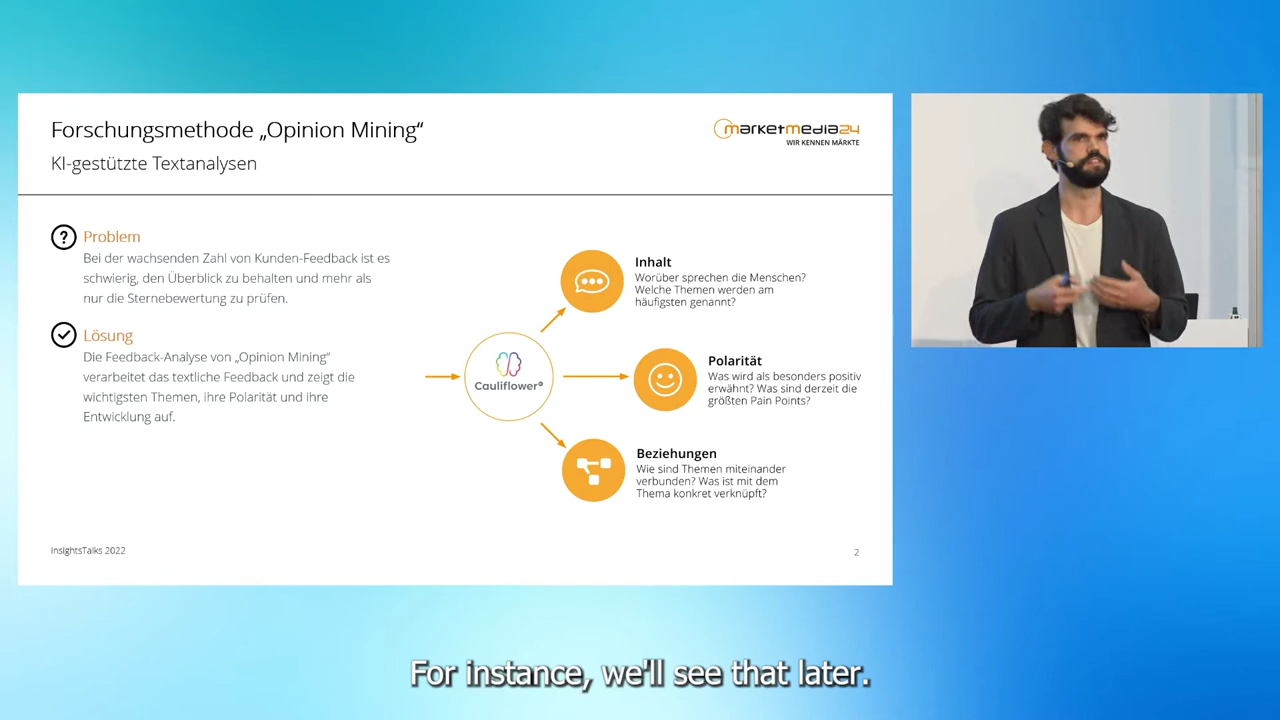 Forschungsmethode „Opinion Mining“
KI-gestützte Textanalysen
marketmedia24
WIR KENNEN MÄRKTE
Problem
Bei der wachsenden Zahl von Kunden-Feedback ist es
schwierig, den Überblick zu behalten und mehr als
nur die Sternebewertung zu prüfen.
Lösung
Die Feedback-Analyse von „Opinion Mining“
verarbeitet das textliche Feedback und zeigt die
wichtigsten Themen, ihre Polarität und ihre
Entwicklung auf.
Cauliflower
Inhalt
Worüber sprechen die Menschen?
Welche Themen werden am
häufigsten genannt?
Polarität
Was wird als besonders positiv
erwähnt? Was sind derzeit die
größten Pain Points?
Beziehungen
Wie sind Themen miteinander
verbunden? Was ist mit dem
Thema konkret verknüpft?
InsightsTalks 2022
2
For instance, we'll see that later.